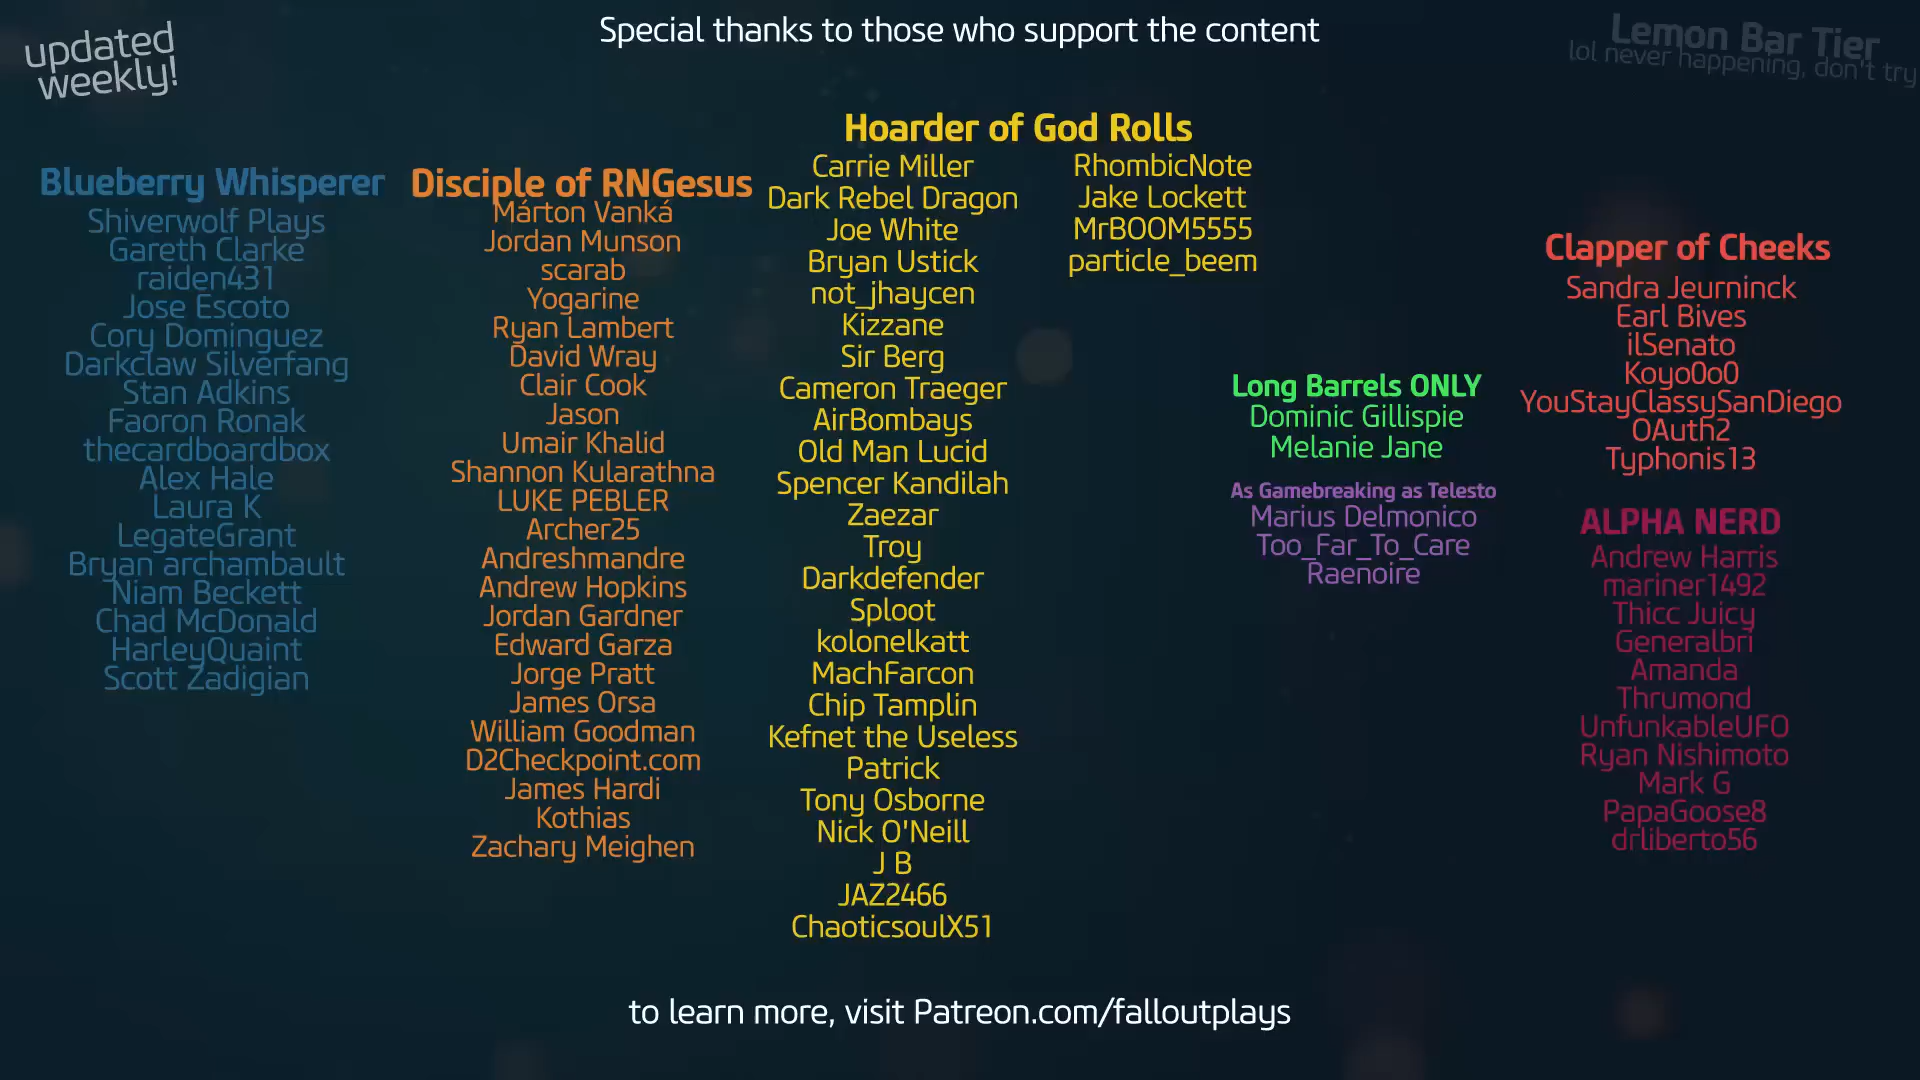 updated
weekly!
Special thanks to those who support the content
Lemon Bar Tier
lol never happening, don't try
Blueberry Whisperer
Shiverwolf Plays
Gareth Clarke
raiden431
Jose Escoto
Cory Dominguez
Darkclaw Silverfang
Stan Adkins
Faoron Ronak
thecardboardbox
Alex Hale
Laura K
LegateGrant
Bryan archambault
Niam Beckett
Chad McDonald
HarleyQuaint
Scott Zadigian
Disciple of RNGesus
Márton Vanká
Jordan Munson
scarab
Yogarine
Ryan Lambert
David Wray
Clair Cook
Jason
Umair Khalid
Shannon Kularathna
LUKE PEBLER
Archer25
Andreshmandre
Andrew Hopkins
Jordan Gardner
Edward Garza
Jorge Pratt
James Orsa
William Goodman
D2Checkpoint.com
James Hardi
Kothias
Zachary Meighen
Hoarder of God Rolls
Carrie Miller
Dark Rebel Dragon
Joe White
Bryan Ustick
not_jhaycen
Kizzane
Sir Berg
Cameron Traeger
AirBombays
Old Man Lucid
Spencer Kandilah
Zaezar
Troy
Darkdefender
Sploot
kolonelkatt
MachFarcon
Chip Tamplin
Kefnet the Useless
Patrick
Tony Osborne
Nick O'Neill
J B
JAZ2466
ChaoticsoulX51
RhombicNote
Jake Lockett
MrBOOM5555
particle_beem
Long Barrels ONLY
Dominic Gillispie
Melanie Jane
As Gamebreaking as Telesto
Marius Delmonico
Too_Far_To_Care
Raenoire
Clapper of Cheeks
Sandra Jeurninck
Earl Bives
ilSenato
Koyo0o0
YouStayClassySanDiego
OAuth2
Typhonis13
ALPHA NERD
Andrew Harris
mariner1492
Thicc Juicy
Generalbri
Amanda
Thrumond
UnfunkableUFO
Ryan Nishimoto
Mark G
PapaGoose8
drliberto56
to learn more, visit Patreon.com/falloutplays